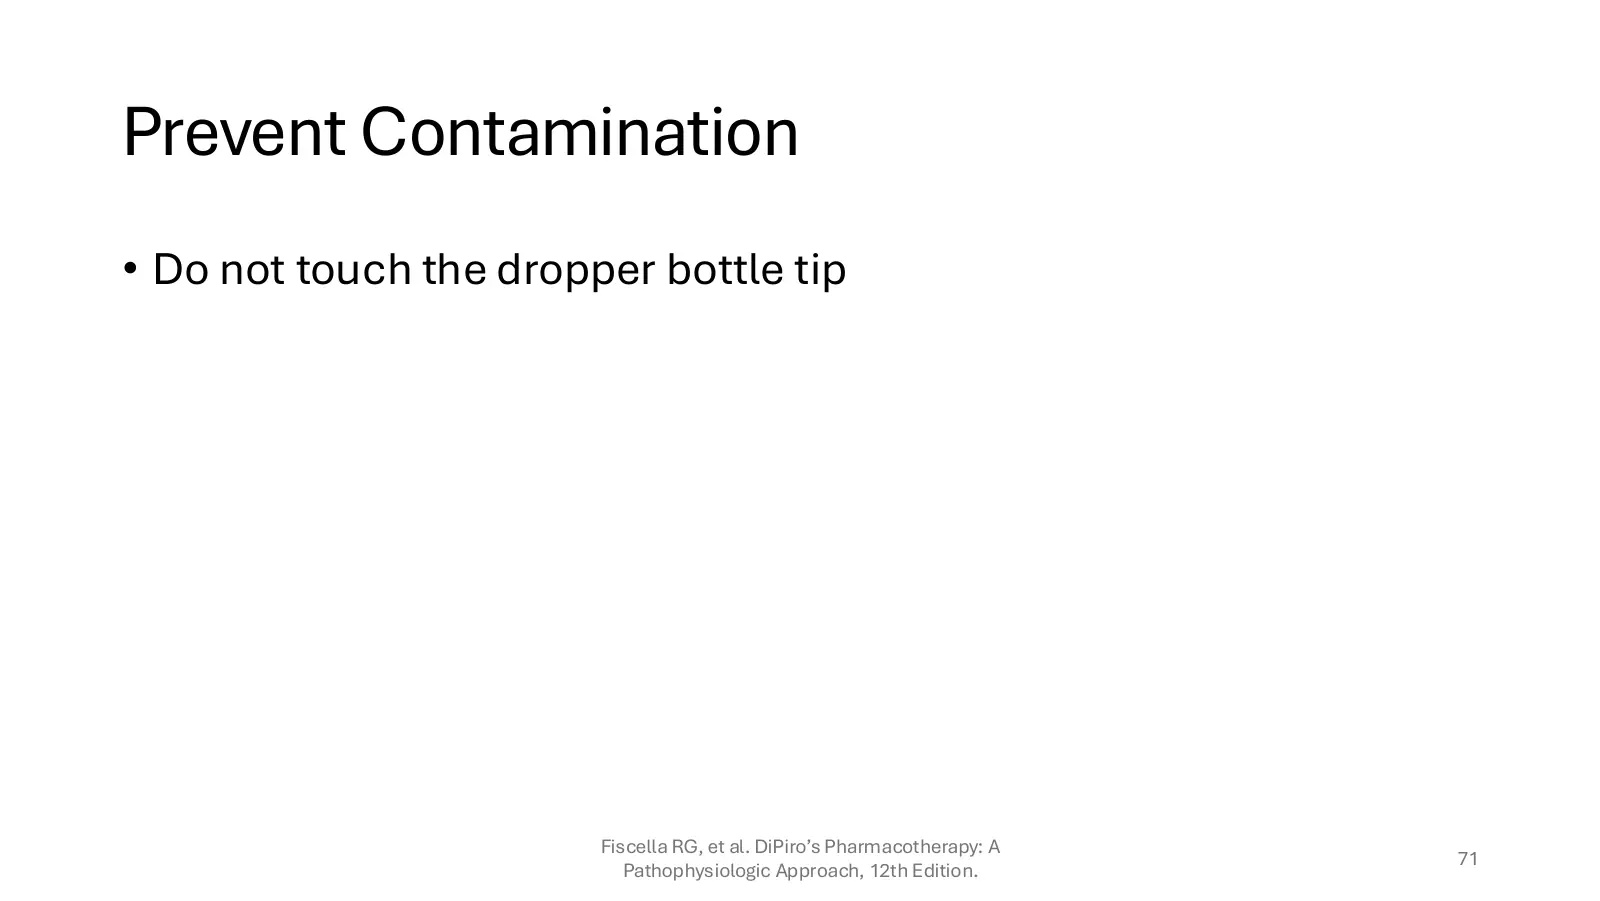 Prevent Contamination
• Do not touch the dropper bottle tip
Fiscella RG, et al. DiPiro’s Pharmacotherapy: A
Pathophysiologic Approach, 12th Edition.
71